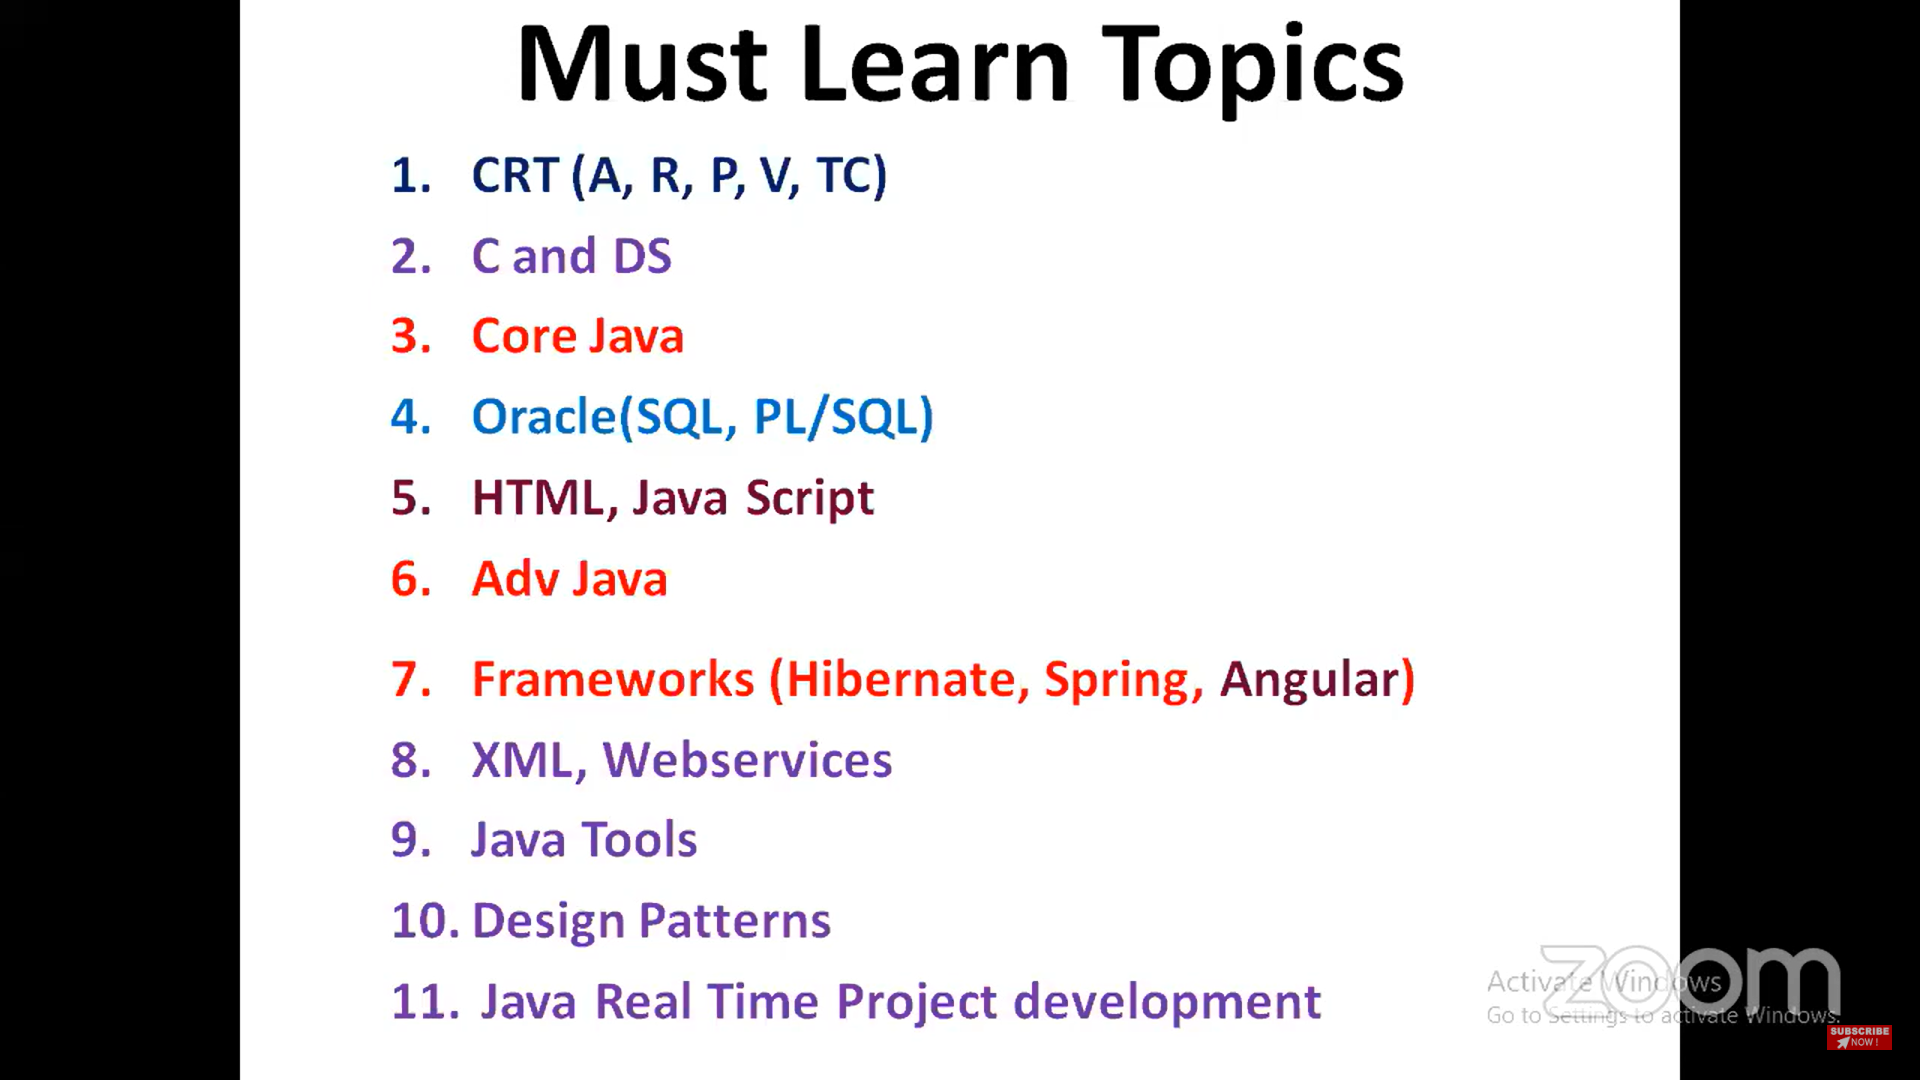 Must Learn Topics
1. CRT (A, R, P, V, TC)
2. C and DS
3. Core Java
4. Oracle(SQL, PL/SQL)
5. HTML, Java Script
6. Adv Java
7. Frameworks (Hibernate, Spring, Angular)
8. XML, Webservices
9. Java Tools
10. Design Patterns
11. Java Real Time Project development
zoom
Activate Windows
Go to Settings to activate Windows.
SUBSCRIBE
NOW !